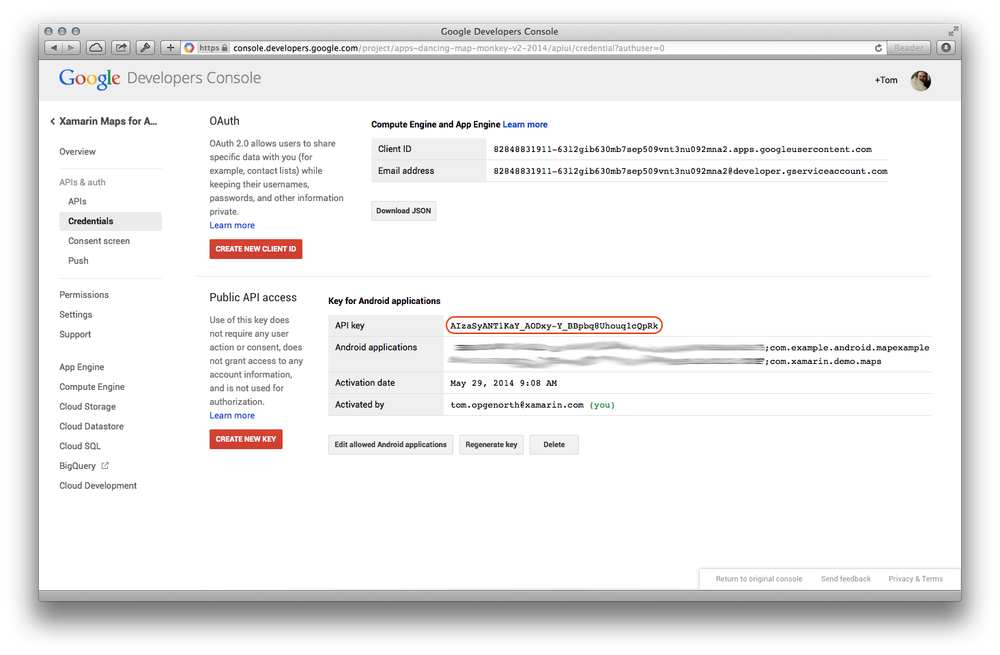 Google Developers Console
https console.developers.google.com/project/apps~dancing-map-monkey-v2-2014/apiui/credential?authuser=0
Reader
Google Developers Console
+Tom
Xamarin Maps for A...
Overview
APIs & auth
APIs
Credentials
Consent screen
Push
Permissions
Settings
Support
App Engine
Compute Engine
Cloud Storage
Cloud Datastore
Cloud SQL
BigQuery
Cloud Development
OAuth
OAuth 2.0 allows users to share
specific data with you (for
example, contact lists) while
keeping their usernames,
passwords, and other information
private.
Learn more
CREATE NEW CLIENT ID
Compute Engine and App Engine Learn more
Client ID 82848831911-63l2gib630mb7sep509vnt3nu092mna2.apps.googleusercontent.com
Email address 82848831911-63l2gib630mb7sep509vnt3nu092mna2@developer.gserviceaccount.com
Download JSON
Public API access
Use of this key does
not require any user
action or consent, does
not grant access to any
account information,
and is not used for
authorization.
Learn more
CREATE NEW KEY
Key for Android applications
API key AIzaSyANT1KaY_AODxy-Y_BBpbq8Uhouq1cQpRk
Android applications ;com.example.android.mapexample
;com.xamarin.demo.maps
Activation date May 29, 2014 9:08 AM
Activated by tom.opgenorth@xamarin.com (you)
Edit allowed Android applications Regenerate key Delete
Return to original console Send feedback Privacy & Terms